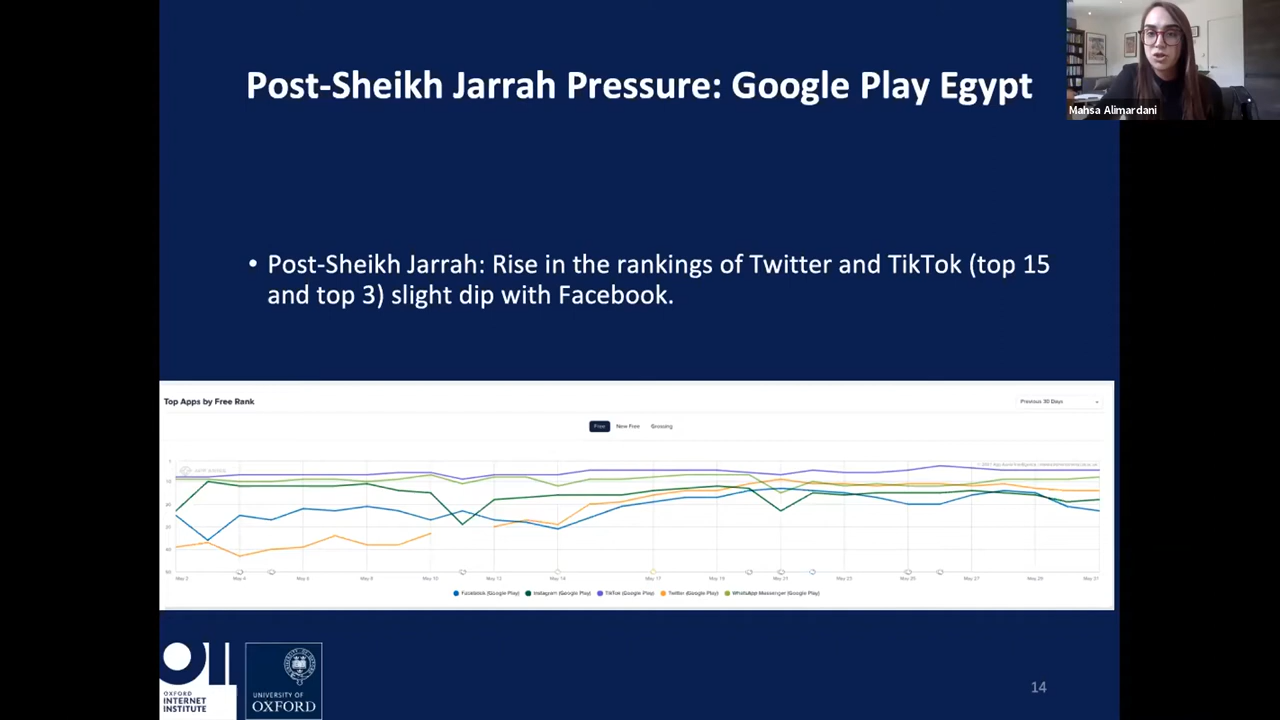 Post-Sheikh Jarrah Pressure: Google Play Egypt
Mahsa Alimardani
• Post-Sheikh Jarrah: Rise in the rankings of Twitter and TikTok (top 15
and top 3) slight dip with Facebook.
Top Apps by Free Rank
Previous 30 Days
Free New Free Grossing
May 4 May 6 May 8 May 10 May 12 May 14 May 17 May 19 May 21 May 23 May 25 May 27 May 29 May 31
Facebook (Google Play) Instagram (Google Play) TikTok (Google Play) Twitter (Google Play) WhatsApp Messenger (Google Play)
OII
OXFORD
INTERNET
INSTITUTE
UNIVERSITY OF
OXFORD
14